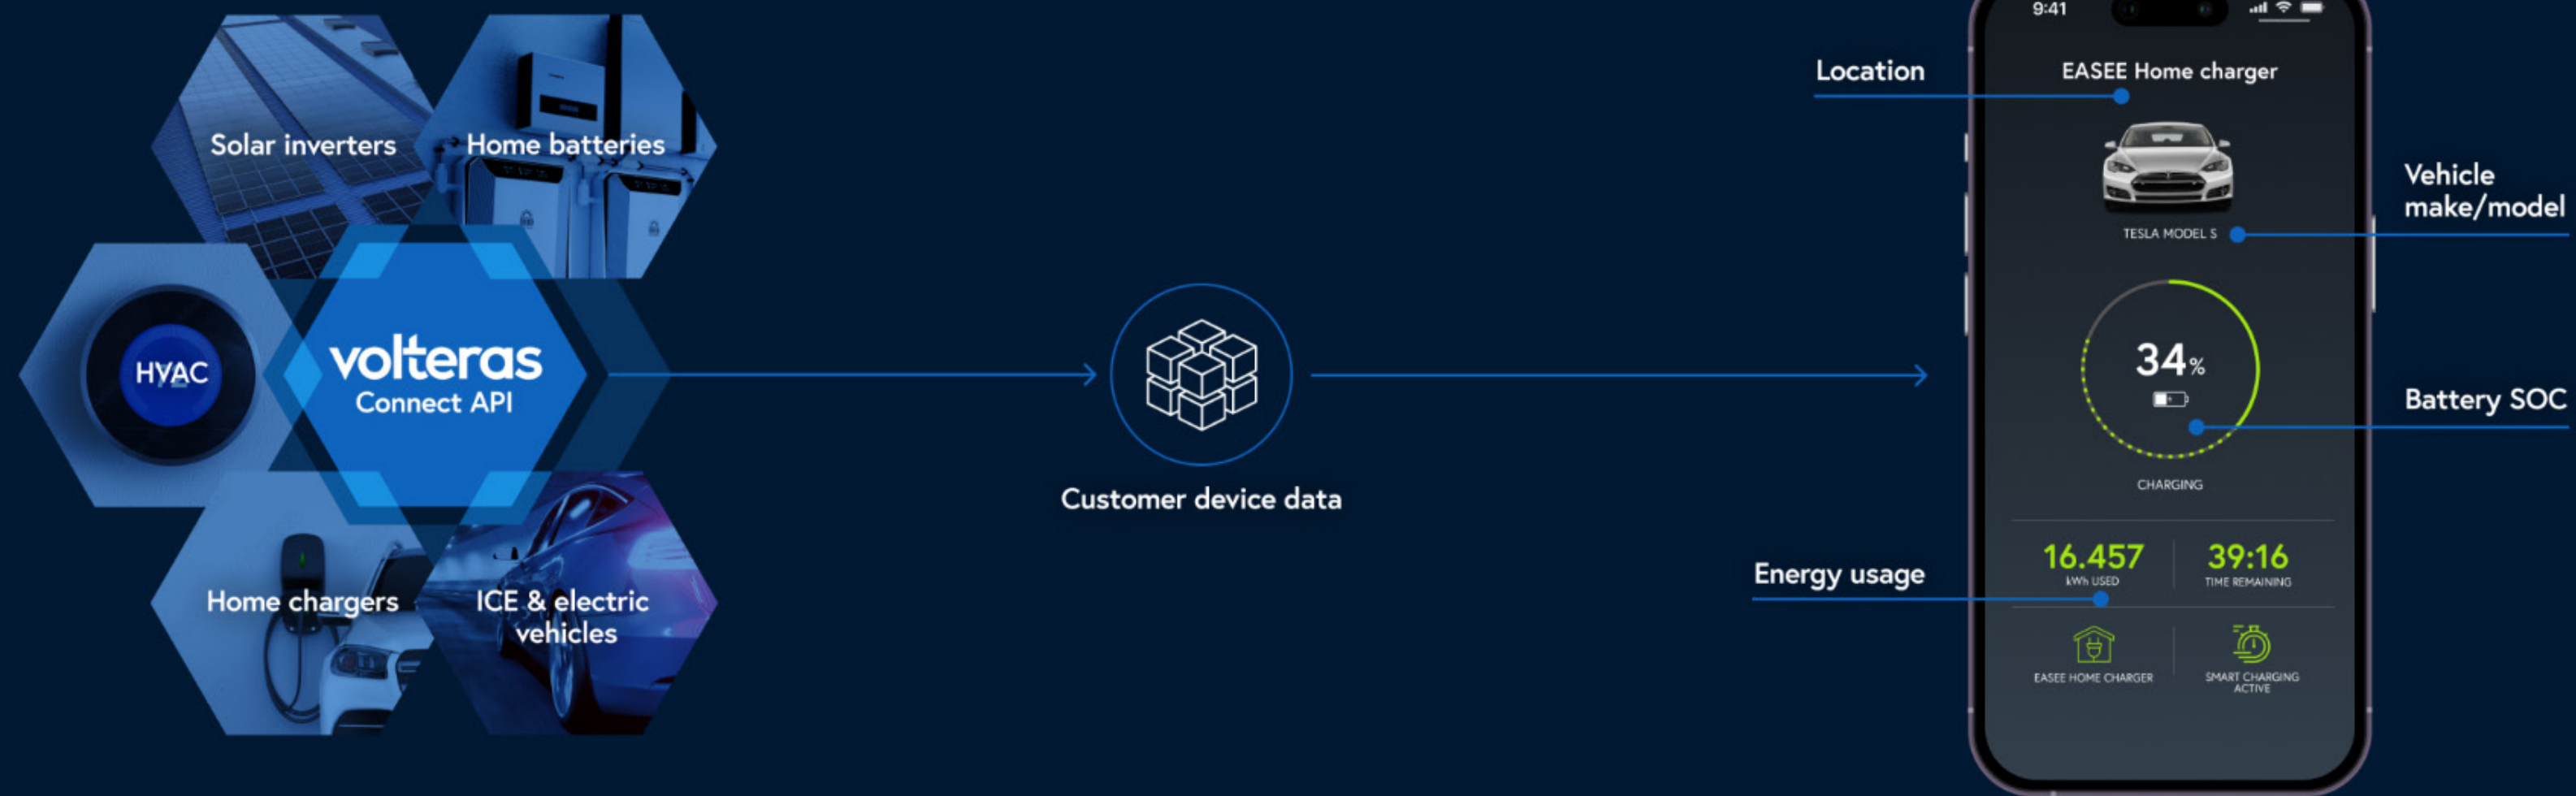 Solar inverters
Home batteries
HVAC
volteras
Connect API
Home chargers
ICE & electric
vehicles
Customer device data
Location
Energy usage
9:41
EASEE Home charger
TESLA MODEL S
34%
CHARGING
16.457
kWh USED
39:16
TIME REMAINING
EASEE HOME CHARGER
SMART CHARGING
ACTIVE
Vehicle
make/model
Battery SOC